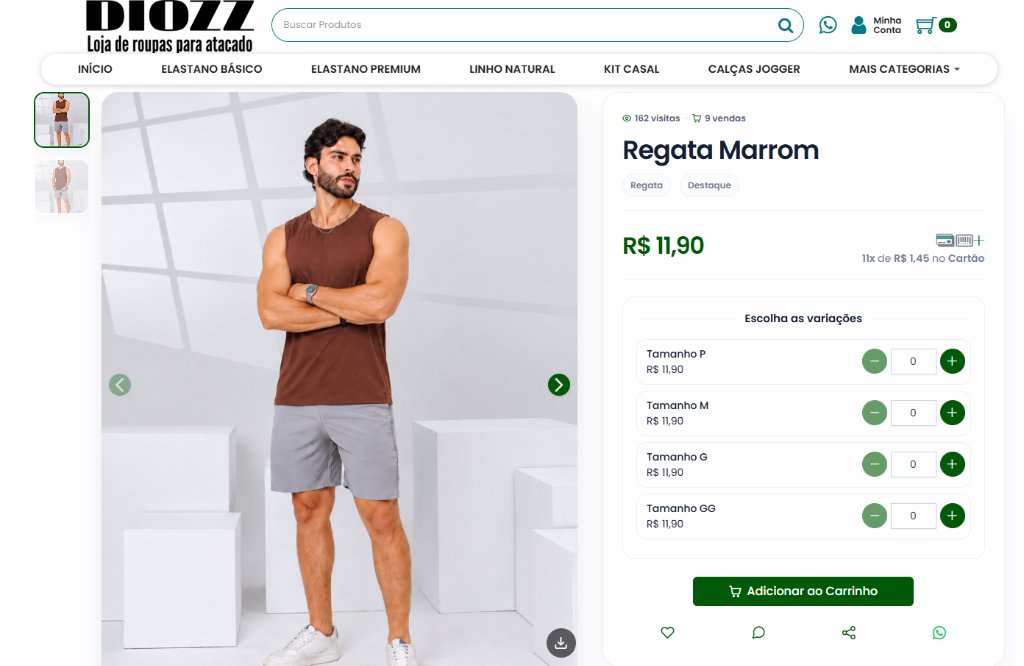 DIOZZ
Loja de roupas para atacado
Buscar Produtos
Minha
Conta
0
INÍCIO
ELASTANO BÁSICO
ELASTANO PREMIUM
LINHO NATURAL
KIT CASAL
CALÇAS JOGGER
MAIS CATEGORIAS
162 visitas
9 vendas
Regata Marrom
Regata
Destaque
R$ 11,90
11x de R$ 1,45 no Cartão
Escolha as variações
Tamanho P
R$ 11,90
0
Tamanho M
R$ 11,90
0
Tamanho G
R$ 11,90
0
Tamanho GG
R$ 11,90
0
Adicionar ao Carrinho